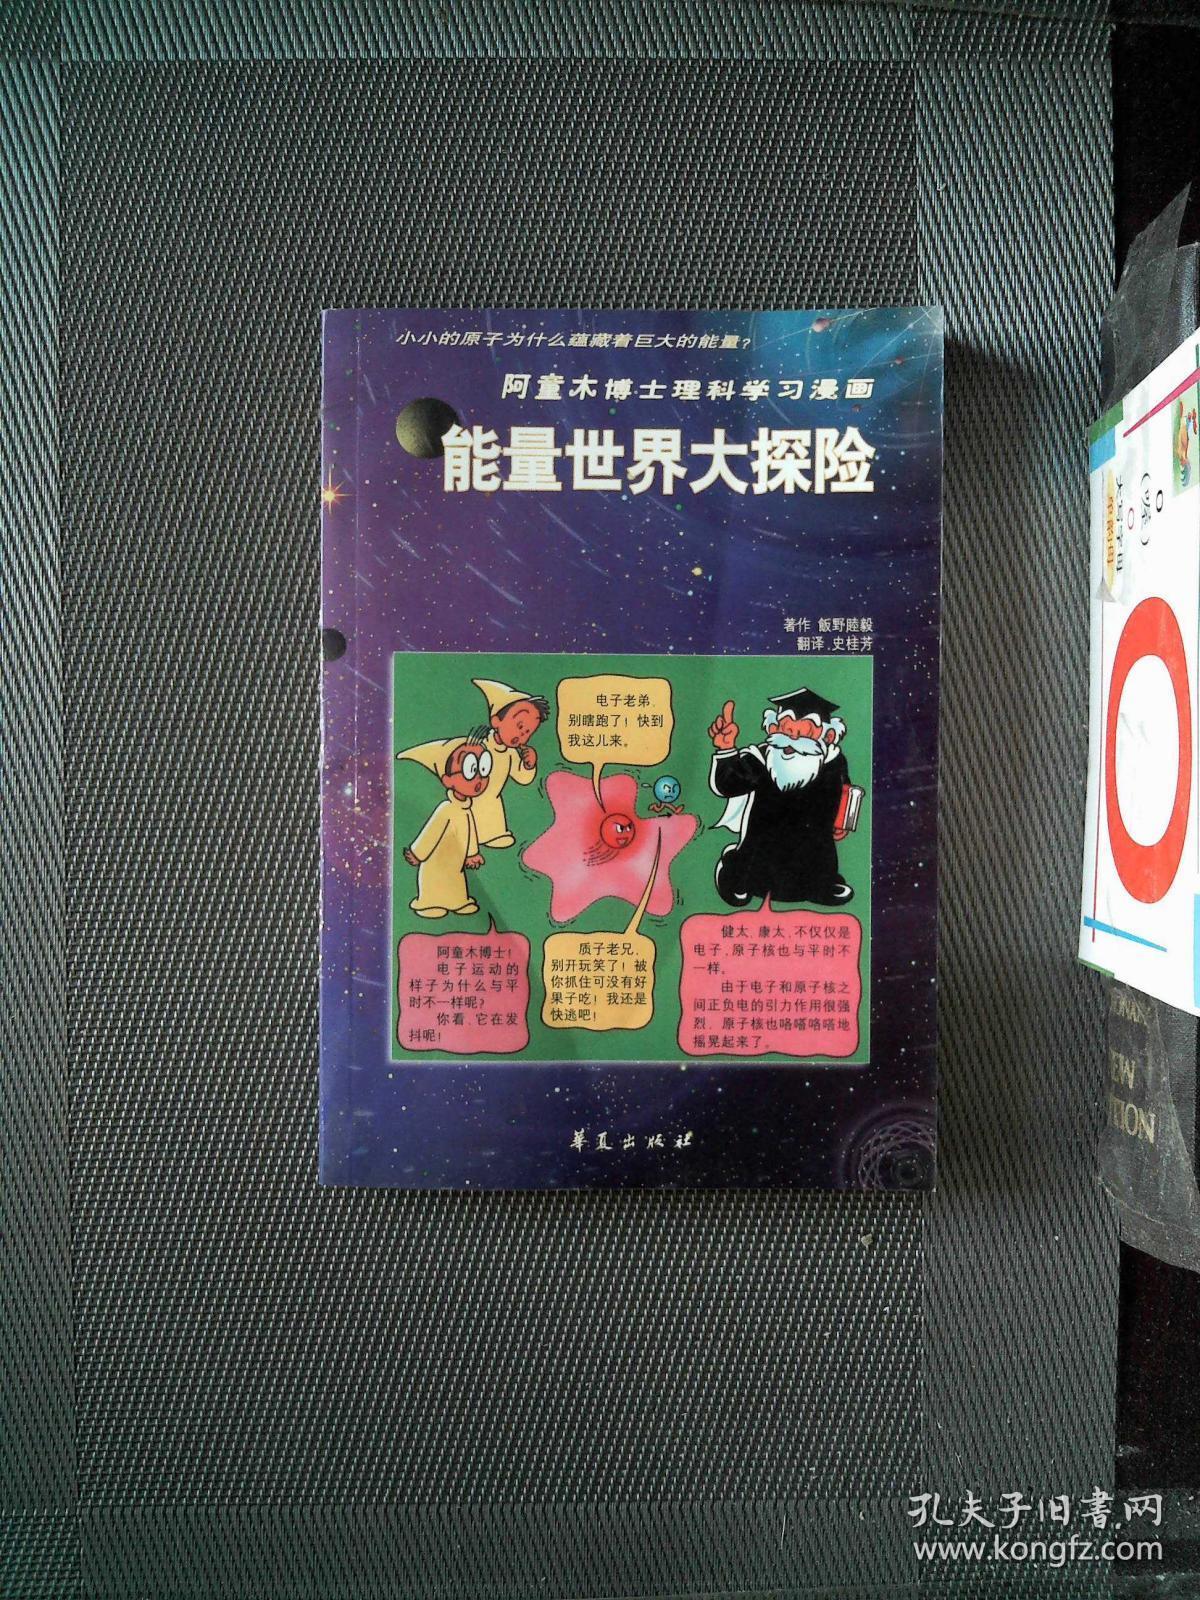 小小的原子为什么蕴藏着巨大的能量?
阿童木博士理科学习漫画
能量世界大探险
著作 飯野睦毅
翻译 史桂芳
电子老弟,
别瞎跑了!快到
我这儿来。
阿童木博士!
电子运动的
样子为什么与平
时不一样呢?
你看,它在发
抖呢!
质子老兄,
别开玩笑了!被
你抓住可没有好
果子吃!我还是
快逃吧!
健太、康太,不仅仅是
电子,原子核也与平时不
一样。
由于电子和原子核之
间正负电的引力作用很强
烈,原子核也咯嗒咯嗒地
摇晃起来了。
華夏出版社
EW
TION
孔夫子旧書网
www.kongfz.com